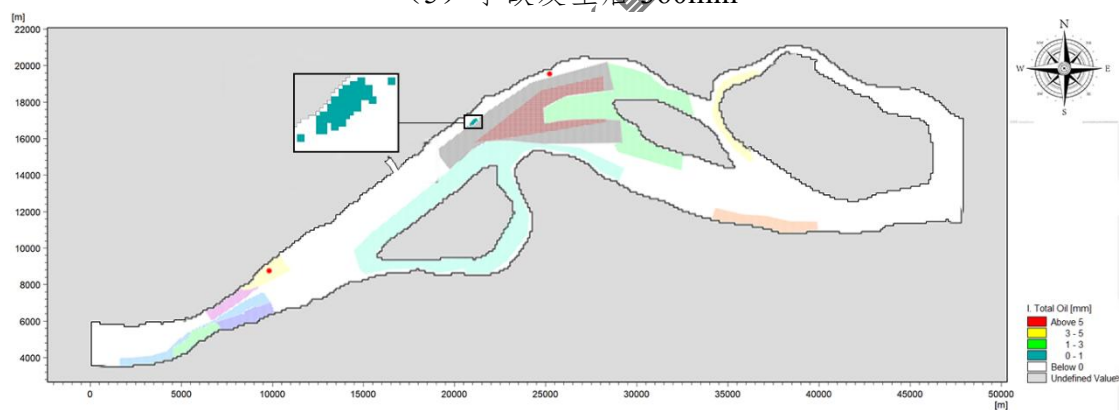 [m]
22000
20000
18000
16000
14000
12000
10000
8000
6000
4000
0 5000 10000 15000 20000 25000 30000 35000 40000 45000 50000
[m]
N
W E
S
I. Total Oil [mm]
Above 5
3 - 5
1 - 3
0 - 1
Below 0
Undefined Value